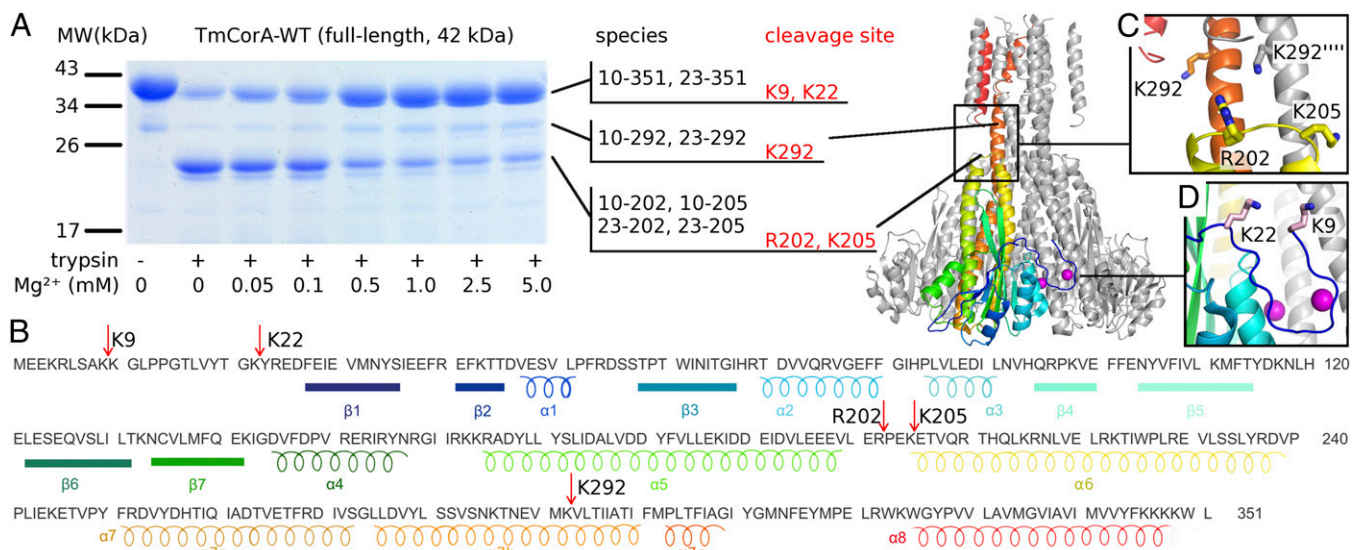 A
MW(kDa)
TmCorA-WT (full-length, 42 kDa)
species
cleavage site
43
34
26
17
10-351, 23-351
K9, K22
10-292, 23-292
K292
10-202, 10-205
23-202, 23-205
R202, K205
trypsin - + + + + + + +
Mg²⁺ (mM) 0 0 0.05 0.1 0.5 1.0 2.5 5.0
C
K292''''
K292
K205
R202
D
K22
K9
B
K9
K22
MEEKRLSAKK GLPPGTLVYT GKYREDFEIE VMNYSIEEFR EFKTTDVESV LPFRDSSTPT WINITGIHRT DVVQRVGEFF GIHPLVLEDI LNVHQRPKVE FFENYVFIVL KMFTYDKNLH 120
β1 β2 α1 β3 α2 α3 β4 β5
R202
K205
ELESEQVSLI LTKNCVLMFQ EKIGDVFDPV RERIRYNRGI IRKKRADYLL YSLIDALVDD YFVLLEKIDD EIDVLEEEVL ERPEKETVQR THQLKRNLVE LRKTIWPLRE VLSSLYRDVP 240
β6 β7 α4 α5 α6
K292
PLIEKETVPY FRDVYDHTIQ IADTVETFRD IVSGLLDVYL SSVSNKTNEV MKVLTIIATI FMPLTFIAGI YGMNFEYMPE LRWKWGYPVV LAVMGVIAVI MVVYFKKKKW L 351
α7 α8